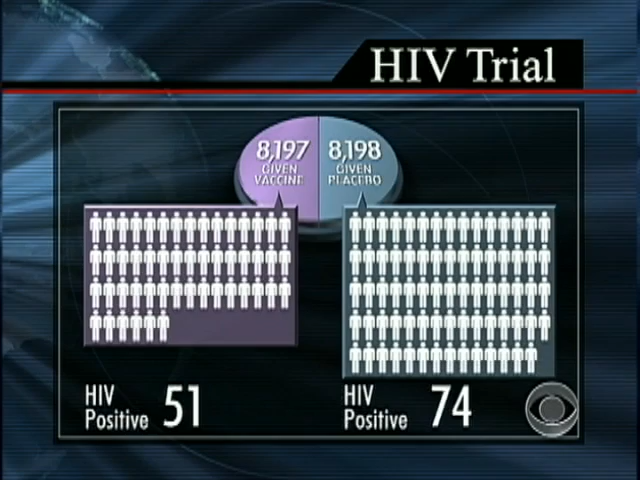 HIV Trial
8,197
GIVEN
VACCINE
8,198
GIVEN
PLACEBO
HIV
Positive 51
HIV
Positive 74